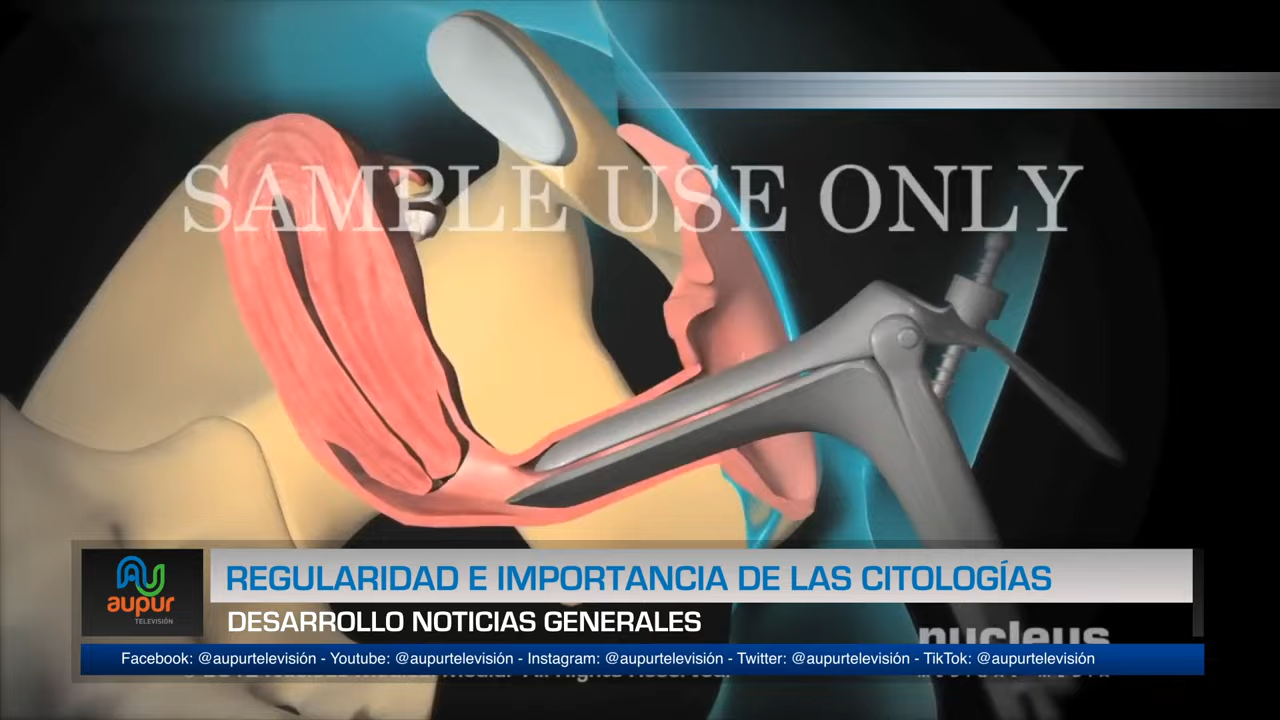 SAMPLE USE ONLY
aupur
TELEVISIÓN
REGULARIDAD E IMPORTANCIA DE LAS CITOLOGÍAS
DESARROLLO NOTICIAS GENERALES
nucleus
Facebook: @aupurtelevisión - Youtube: @aupurtelevisión - Instagram: @aupurtelevisión - Twitter: @aupurtelevisión - TikTok: @aupurtelevisión